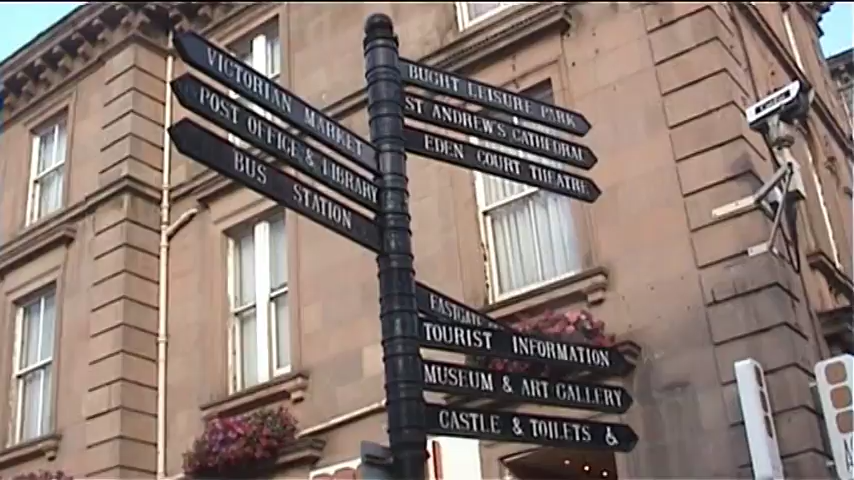 VICTORIAN MARKET
POST OFFICE & LIBRARY
BUS STATION
BUGHT LEISURE PARK
ST ANDREW'S CATHEDRAL
EDEN COURT THEATRE
EASTGATE
TOURIST INFORMATION
MUSEUM & ART GALLERY
CASTLE & TOILETS